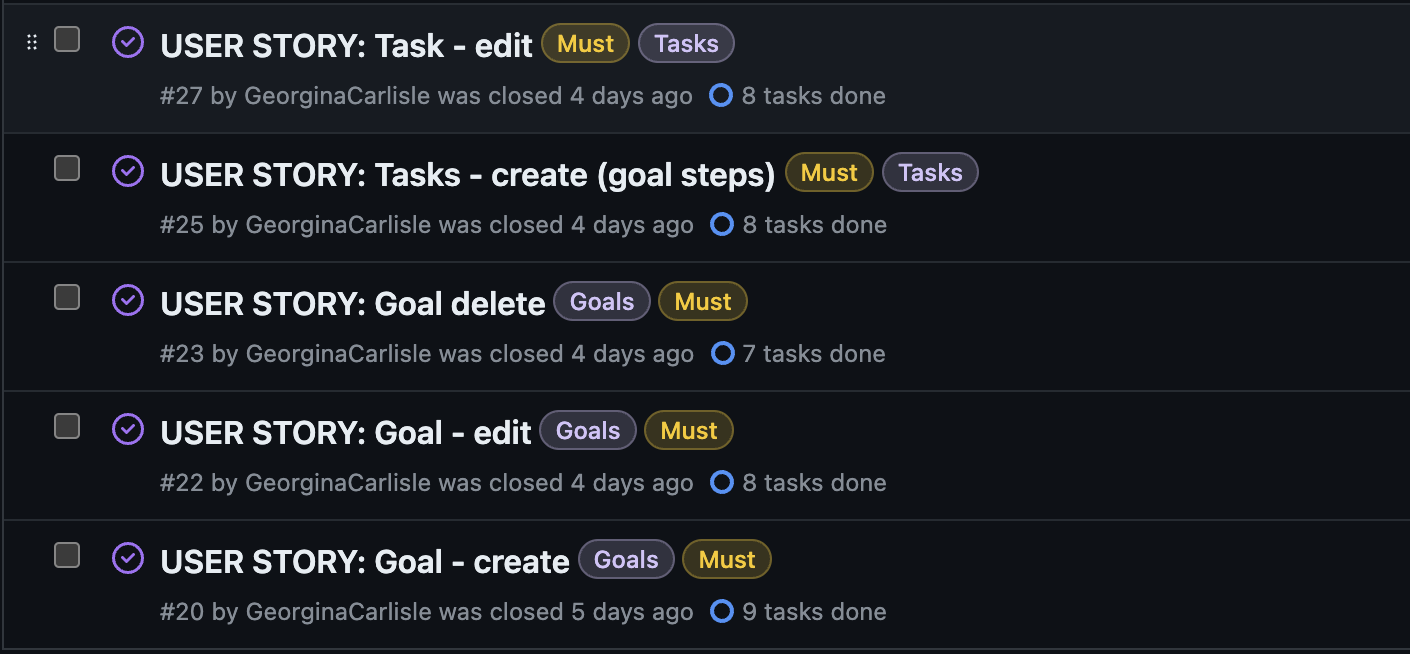 USER STORY: Task - edit Must Tasks
#27 by GeorginaCarlisle was closed 4 days ago 8 tasks done
USER STORY: Tasks - create (goal steps) Must Tasks
#25 by GeorginaCarlisle was closed 4 days ago 8 tasks done
USER STORY: Goal delete Goals Must
#23 by GeorginaCarlisle was closed 4 days ago 7 tasks done
USER STORY: Goal - edit Goals Must
#22 by GeorginaCarlisle was closed 4 days ago 8 tasks done
USER STORY: Goal - create Goals Must
#20 by GeorginaCarlisle was closed 5 days ago 9 tasks done